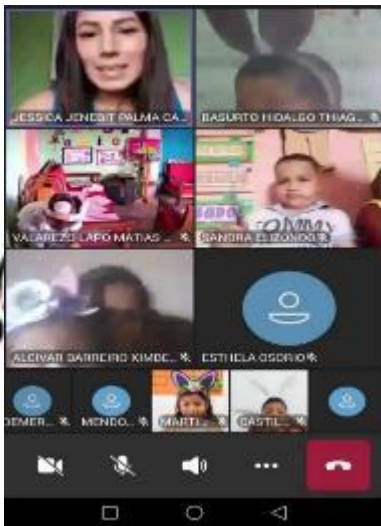 JESSICA JENEBIT PALMA CA...
BASURTO HIDALGO THIAG...
VALAREZO LAPO MATIAS ...
SANDRA ELIZONDO
ALCIVAR BARREIRO KIMBE...
ESTHELA OSORIO
DEMER...
MENDO...
MARTI...
CASTIL...